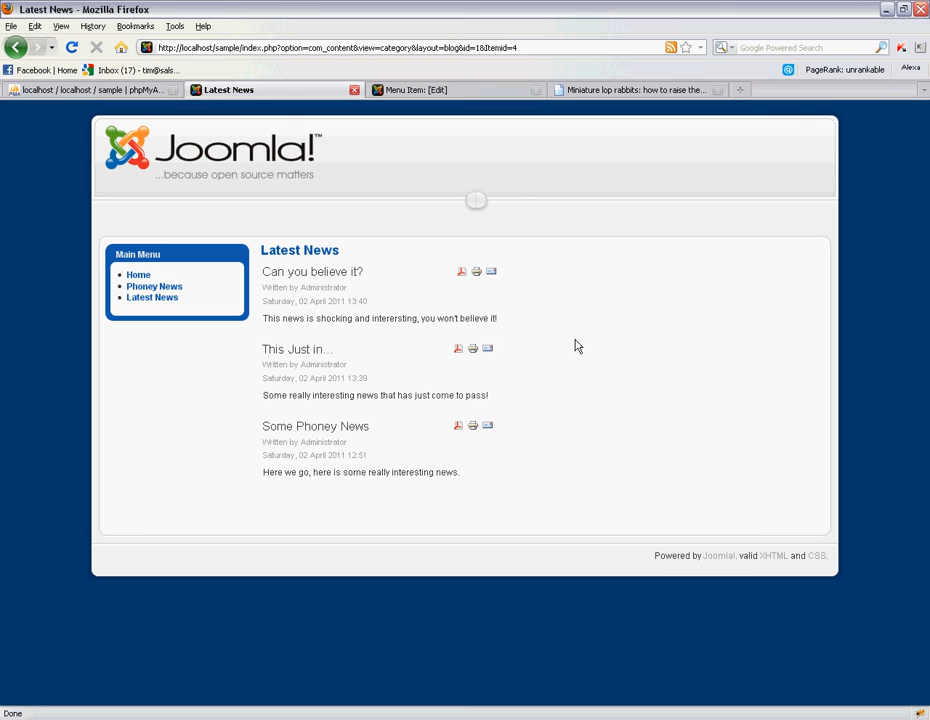 Latest News - Mozilla Firefox
File Edit View History Bookmarks Tools Help
http://localhost/sample/index.php?option=com_content&view=category&layout=blog&id=1&Itemid=4
Google Powered Search
Facebook | Home Inbox (17) - tim@sals... PageRank: unrankable Alexa
localhost / localhost / sample | phpMyA... Latest News Menu Item: [Edit] Miniature lop rabbits: how to raise the...
Joomla!™
...because open source matters
Main Menu
Home
Phoney News
Latest News
Latest News
Can you believe it?
Written by Administrator
Saturday, 02 April 2011 13:40
This news is shocking and interersting, you won't believe it!
This Just in...
Written by Administrator
Saturday, 02 April 2011 13:39
Some really interesting news that has just come to pass!
Some Phoney News
Written by Administrator
Saturday, 02 April 2011 12:51
Here we go, here is some really interesting news.
Powered by Joomla!. valid XHTML and CSS.
Done